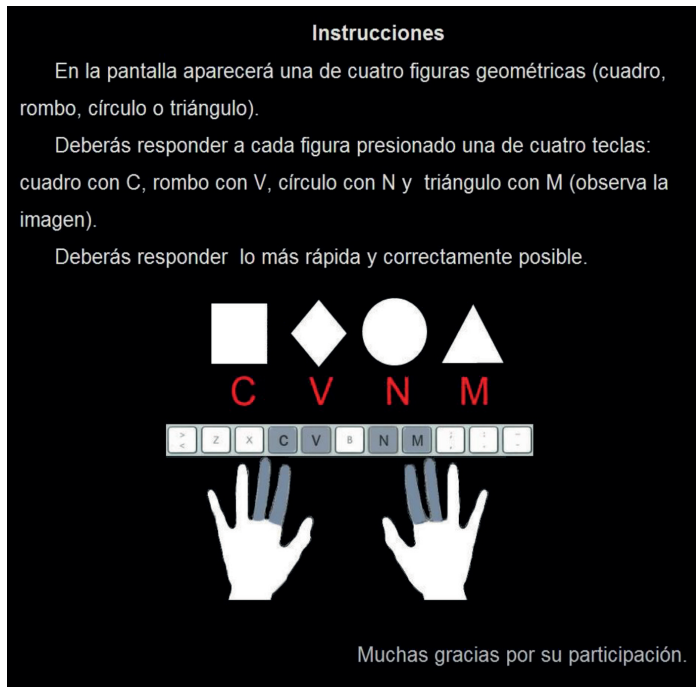 Instrucciones
En la pantalla aparecerá una de cuatro figuras geométricas (cuadro,
rombo, círculo o triángulo).
Deberás responder a cada figura presionado una de cuatro teclas:
cuadro con C, rombo con V, círculo con N y triángulo con M (observa la
imagen).
Deberás responder lo más rápida y correctamente posible.
C V N M
> < Z X C V B N M ; , : . - -
Muchas gracias por su participación.